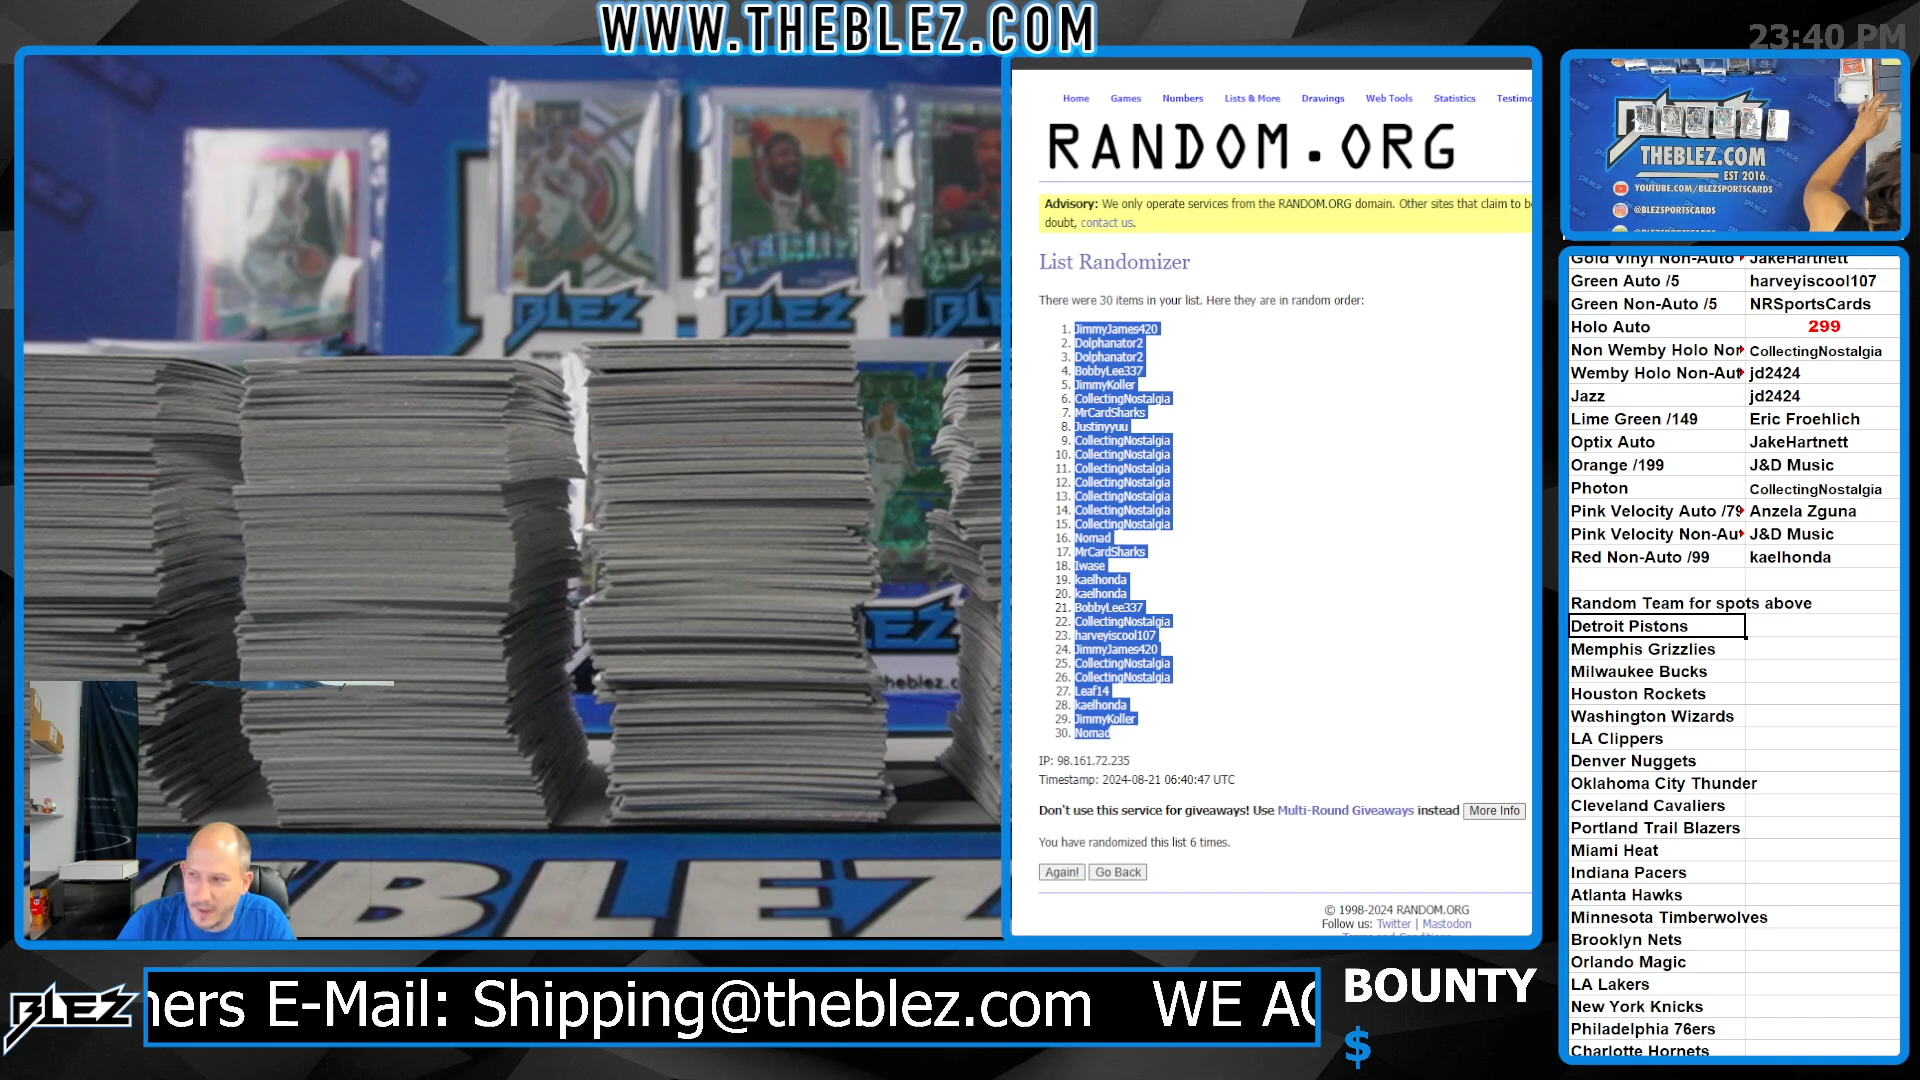 WWW.THEBLEZ.COM
23:40 PM
Home Games Numbers Lists & More Drawings Web Tools Statistics Testimo
RANDOM.ORG
Advisory: We only operate services from the RANDOM.ORG domain. Other sites that claim to b
doubt, contact us.
List Randomizer
There were 30 items in your list. Here they are in random order:
1. JimmyJames420
2. Dolphanator2
3. Dolphanator2
4. BobbyLee337
5. JimmyKoller
6. CollectingNostalgia
7. MrCardSharks
8. Justinyyuu
9. CollectingNostalgia
10. CollectingNostalgia
11. CollectingNostalgia
12. CollectingNostalgia
13. CollectingNostalgia
14. CollectingNostalgia
15. CollectingNostalgia
16. Nomad
17. MrCardSharks
18. Iwase
19. kaelhonda
20. kaelhonda
21. BobbyLee337
22. CollectingNostalgia
23. harveyiscool107
24. JimmyJames420
25. CollectingNostalgia
26. CollectingNostalgia
27. Leaf14
28. kaelhonda
29. JimmyKoller
30. Nomad
IP: 98.161.72.235
Timestamp: 2024-08-21 06:40:47 UTC
Don't use this service for giveaways! Use Multi-Round Giveaways instead More Info
You have randomized this list 6 times.
Again! Go Back
© 1998-2024 RANDOM.ORG
Follow us: Twitter | Mastodon
THEBLEZ.COM
EST 2016
YOUTUBE.COM/BLEZSPORTSCARDS
@BLEZSPORTSCARDS
Gold Vinyl Non-Auto JakeHartnett
Green Auto /5 harveyiscool107
Green Non-Auto /5 NRSportsCards
Holo Auto 299
Non Wemby Holo Nor CollectingNostalgia
Wemby Holo Non-Aut jd2424
Jazz jd2424
Lime Green /149 Eric Froehlich
Optix Auto JakeHartnett
Orange /199 J&D Music
Photon CollectingNostalgia
Pink Velocity Auto /79 Anzela Zguna
Pink Velocity Non-Au J&D Music
Red Non-Auto /99 kaelhonda
Random Team for spots above
Detroit Pistons
Memphis Grizzlies
Milwaukee Bucks
Houston Rockets
Washington Wizards
LA Clippers
Denver Nuggets
Oklahoma City Thunder
Cleveland Cavaliers
Portland Trail Blazers
Miami Heat
Indiana Pacers
Atlanta Hawks
Minnesota Timberwolves
Brooklyn Nets
Orlando Magic
LA Lakers
New York Knicks
Philadelphia 76ers
Charlotte Hornets
BLEZ
BLEZ
BLEZ
BLEZ
ners E-Mail: Shipping@theblez.com WE AC
BOUNTY
$